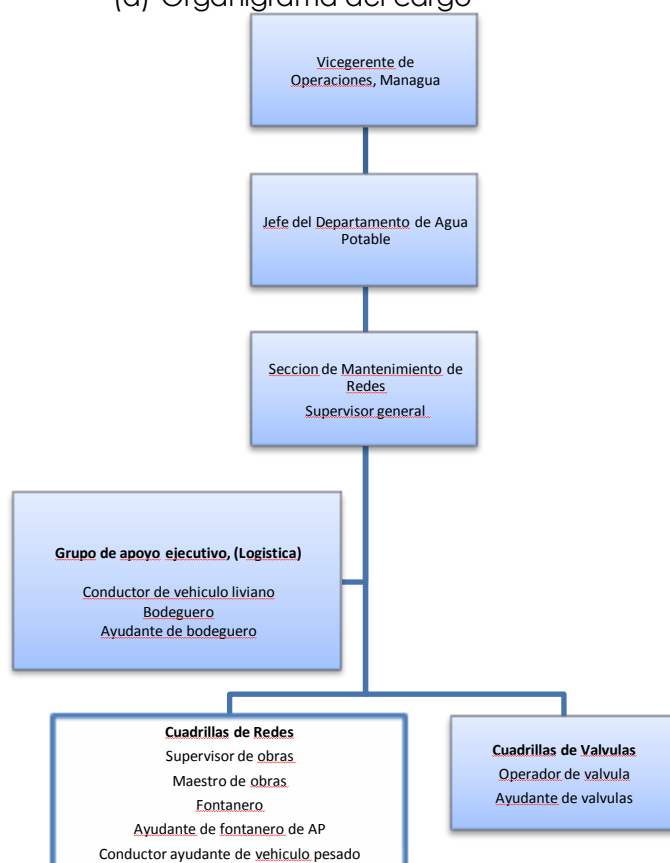 (a) Organigrama del cargo
Vicegerente de
Operaciones, Managua
Jefe del Departamento de Agua
Potable
Seccion de Mantenimiento de
Redes
Supervisor general
Grupo de apoyo ejecutivo, (Logistica)
Conductor de vehiculo liviano
Bodeguero
Ayudante de bodeguero
Cuadrillas de Redes
Supervisor de obras
Maestro de obras
Fontanero
Ayudante de fontanero de AP
Conductor ayudante de vehiculo pesado
Cuadrillas de Valvulas
Operador de valvula
Ayudante de valvulas